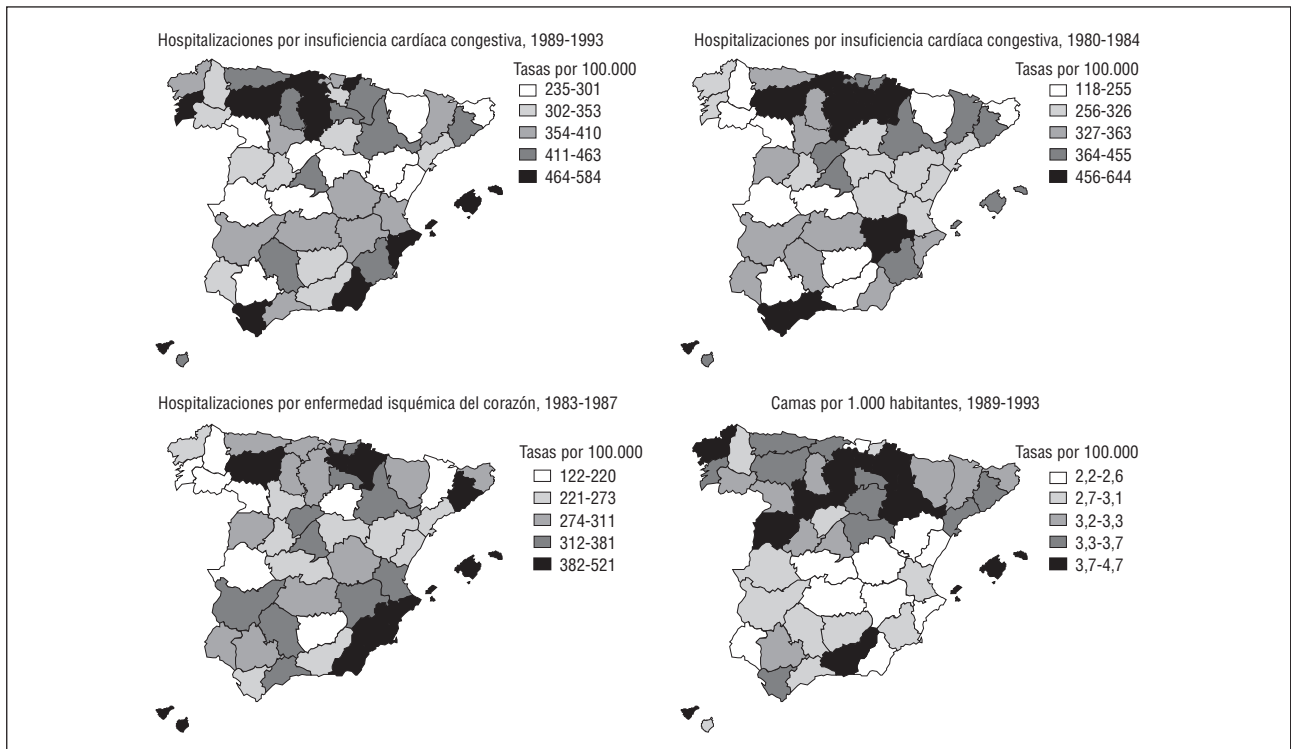 Hospitalizaciones por insuficiencia cardíaca congestiva, 1989-1993
Tasas por 100.000
235-301
302-353
354-410
411-463
464-584
Hospitalizaciones por insuficiencia cardíaca congestiva, 1980-1984
Tasas por 100.000
118-255
256-326
327-363
364-455
456-644
Hospitalizaciones por enfermedad isquémica del corazón, 1983-1987
Tasas por 100.000
122-220
221-273
274-311
312-381
382-521
Camas por 1.000 habitantes, 1989-1993
Tasas por 100.000
2,2-2,6
2,7-3,1
3,2-3,3
3,3-3,7
3,7-4,7